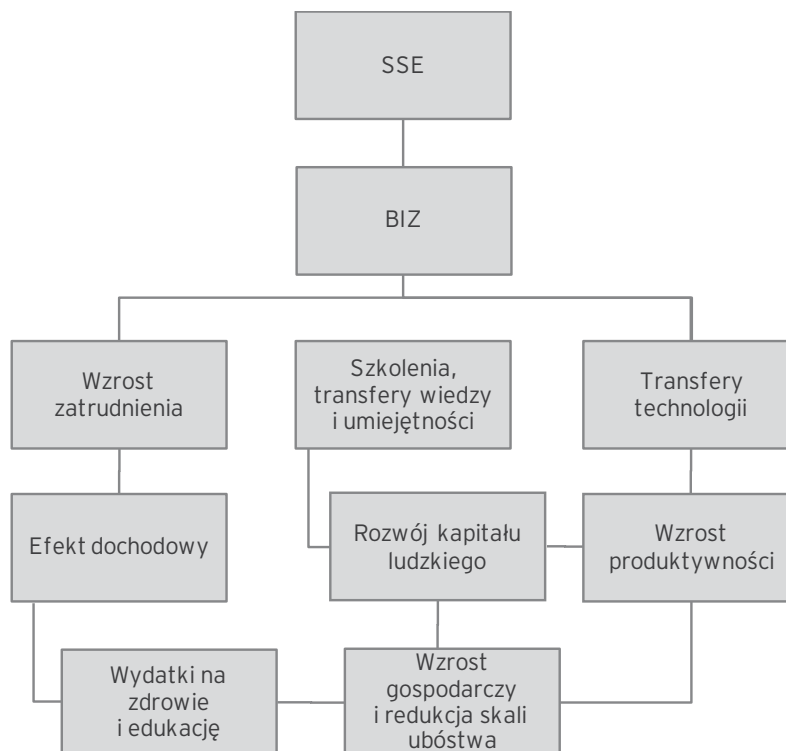 SSE
BIZ
Wzrost
zatrudnienia
Szkolenia,
transfery wiedzy
i umiejętności
Transfery
technologii
Efekt dochodowy
Rozwój kapitału
ludzkiego
Wzrost
produktywności
Wydatki na
zdrowie
i edukację
Wzrost
gospodarczy
i redukcja skali
ubóstwa